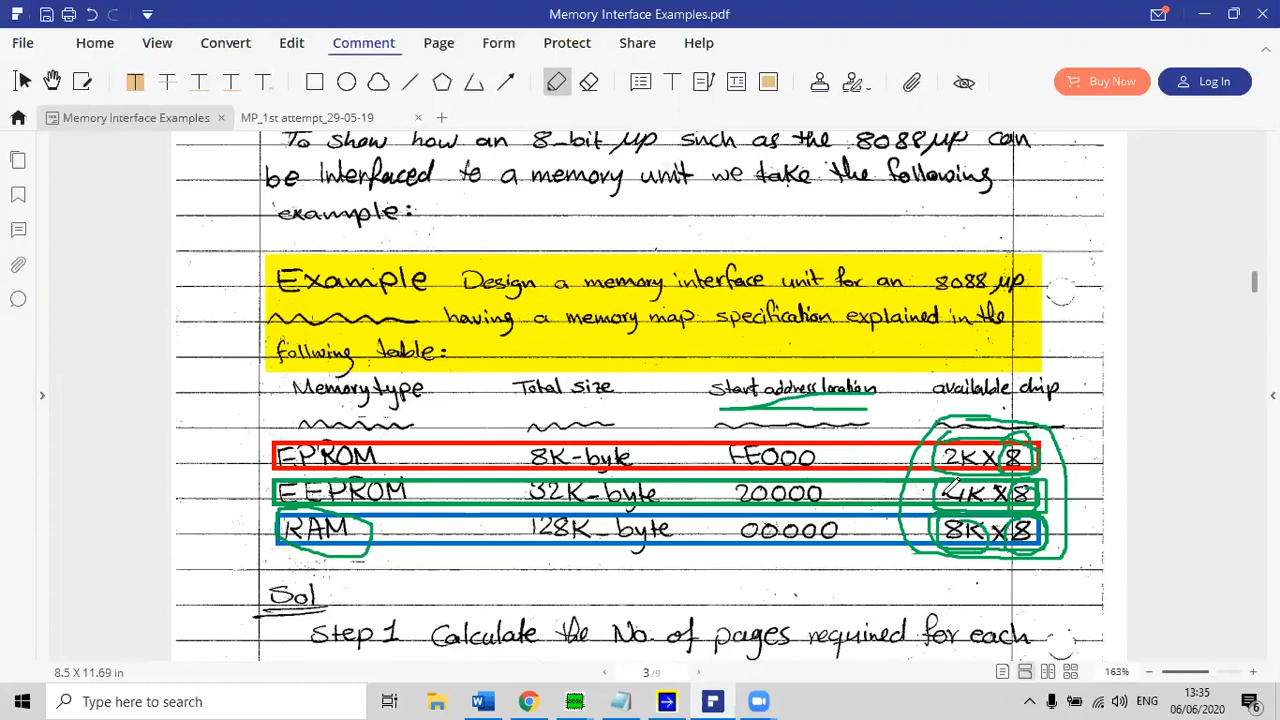 Memory Interface Examples.pdf
File Home View Convert Edit Comment Page Form Protect Share Help
Buy Now Log In
Memory Interface Examples × MP_1st attempt_29-05-19 × +
To show how an 8-bit μp such as the 8088 μp can
be Interfaced to a memory unit we take the following
example:
Example Design a memory interface unit for an 8088 μp
having a memory map specification explained in the
follwing table:
Memory type Total size Start address location available chip
EPROM 8K-byte FE000 2K X 8
EEPROM 32K-byte 20000 4K X 8
RAM 128K-byte 00000 8K X 8
Sol
Step 1 Calculate the No. of pages required for each
8.5 X 11.69 in 3 /9 163%
Type here to search ENG 13:35 06/06/2020 6